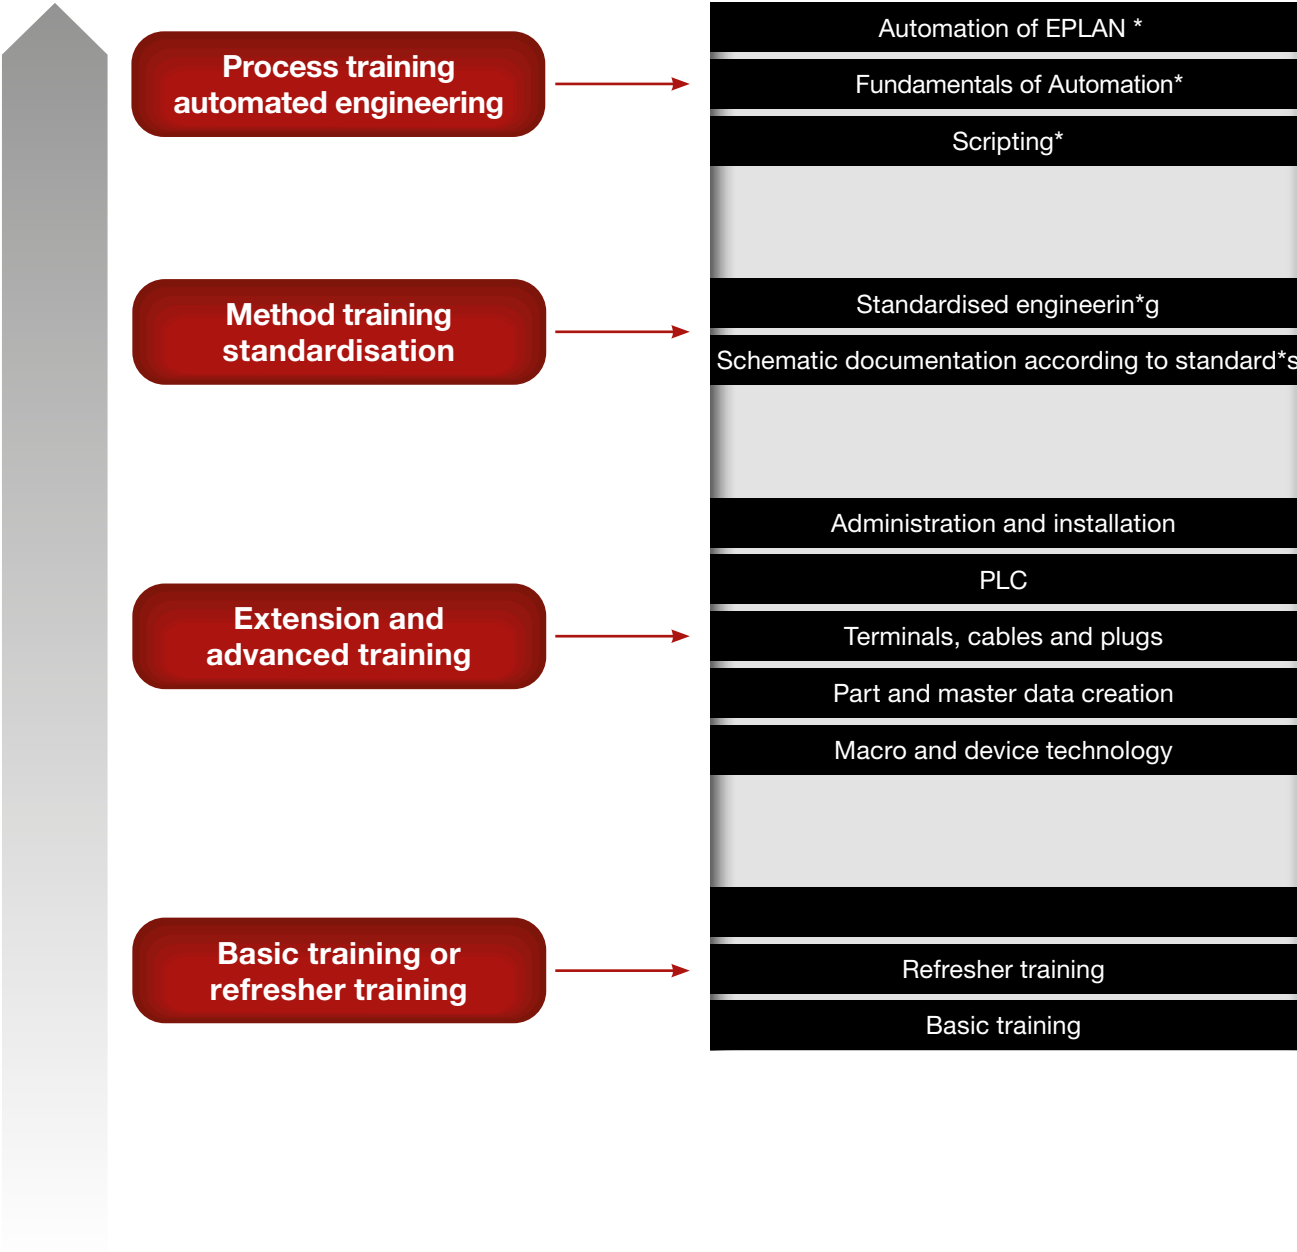 Process training
automated engineering
Automation of EPLAN *
Fundamentals of Automation*
Scripting*
Method training
standardisation
Standardised engineerin*g
Schematic documentation according to standard*s
Extension and
advanced training
Administration and installation
PLC
Terminals, cables and plugs
Part and master data creation
Macro and device technology
Basic training or
refresher training
Refresher training
Basic training